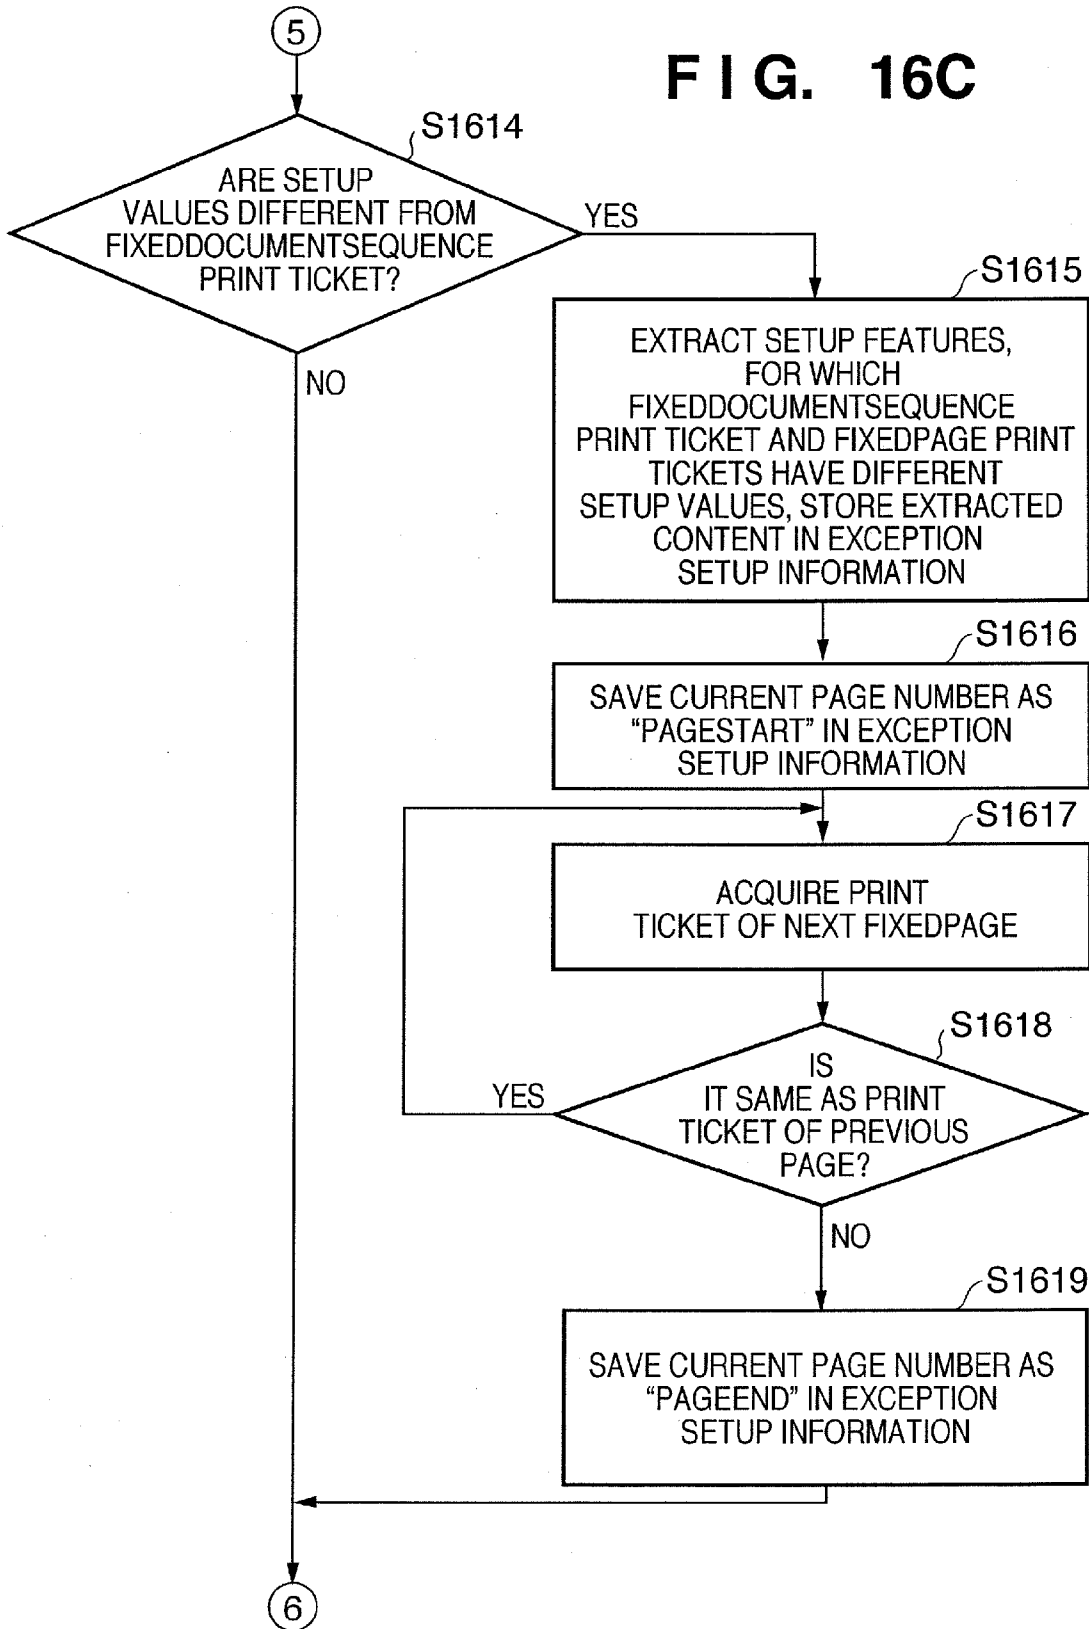 5
F I G. 16C
S1614
ARE SETUP
VALUES DIFFERENT FROM
FIXEDDOCUMENTSEQUENCE
PRINT TICKET?
YES
NO
S1615
EXTRACT SETUP FEATURES,
FOR WHICH
FIXEDDOCUMENTSEQUENCE
PRINT TICKET AND FIXEDPAGE PRINT
TICKETS HAVE DIFFERENT
SETUP VALUES, STORE EXTRACTED
CONTENT IN EXCEPTION
SETUP INFORMATION
S1616
SAVE CURRENT PAGE NUMBER AS
“PAGESTART” IN EXCEPTION
SETUP INFORMATION
S1617
ACQUIRE PRINT
TICKET OF NEXT FIXEDPAGE
S1618
IS
IT SAME AS PRINT
TICKET OF PREVIOUS
PAGE?
YES
NO
S1619
SAVE CURRENT PAGE NUMBER AS
“PAGEEND” IN EXCEPTION
SETUP INFORMATION
6